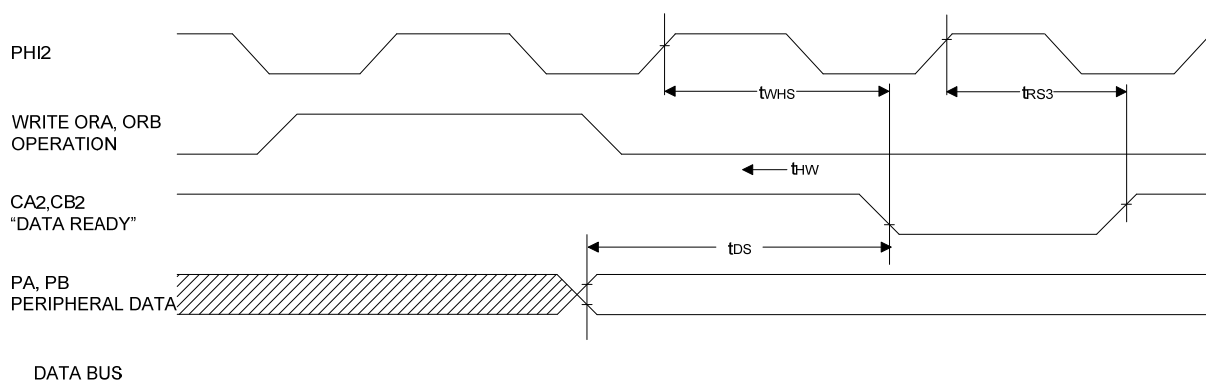 PHI2
tWHS
tRS3
WRITE ORA, ORB
OPERATION
tHW
CA2,CB2
“DATA READY”
tDS
PA, PB
PERIPHERAL DATA
DATA BUS